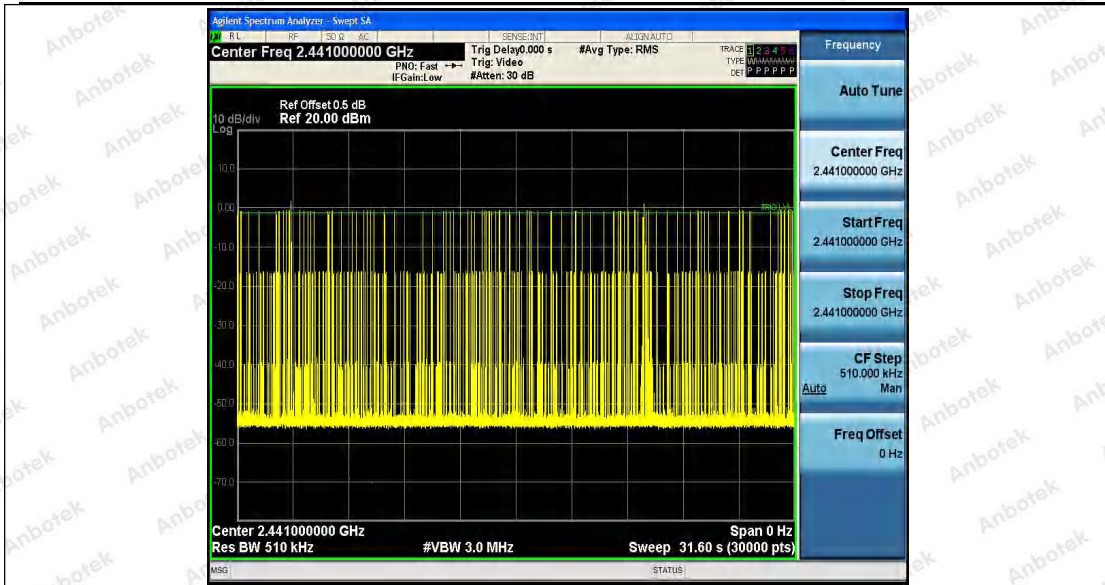 Agilent Spectrum Analyzer - Swept SA
RL RF 50 Ω AC SENSE:INT ALIGNAUTO
Center Freq 2.441000000 GHz
PNO: Fast
IFGain:Low
Trig Delay0.000 s
Trig: Video
#Atten: 30 dB
#Avg Type: RMS
TRACE 1 2 3 4 5 6
TYPE
DET P P P P P P
Ref Offset 0.5 dB
10 dB/div Ref 20.00 dBm
Log
10.0
0.00
TRIG LVL
-10.0
-20.0
-30.0
-40.0
-50.0
-60.0
-70.0
Center 2.441000000 GHz Span 0 Hz
Res BW 510 kHz #VBW 3.0 MHz Sweep 31.60 s (30000 pts)
MSG STATUS
Frequency
Auto Tune
Center Freq
2.441000000 GHz
Start Freq
2.441000000 GHz
Stop Freq
2.441000000 GHz
CF Step
510.000 kHz
Auto Man
Freq Offset
0 Hz
Anbotek